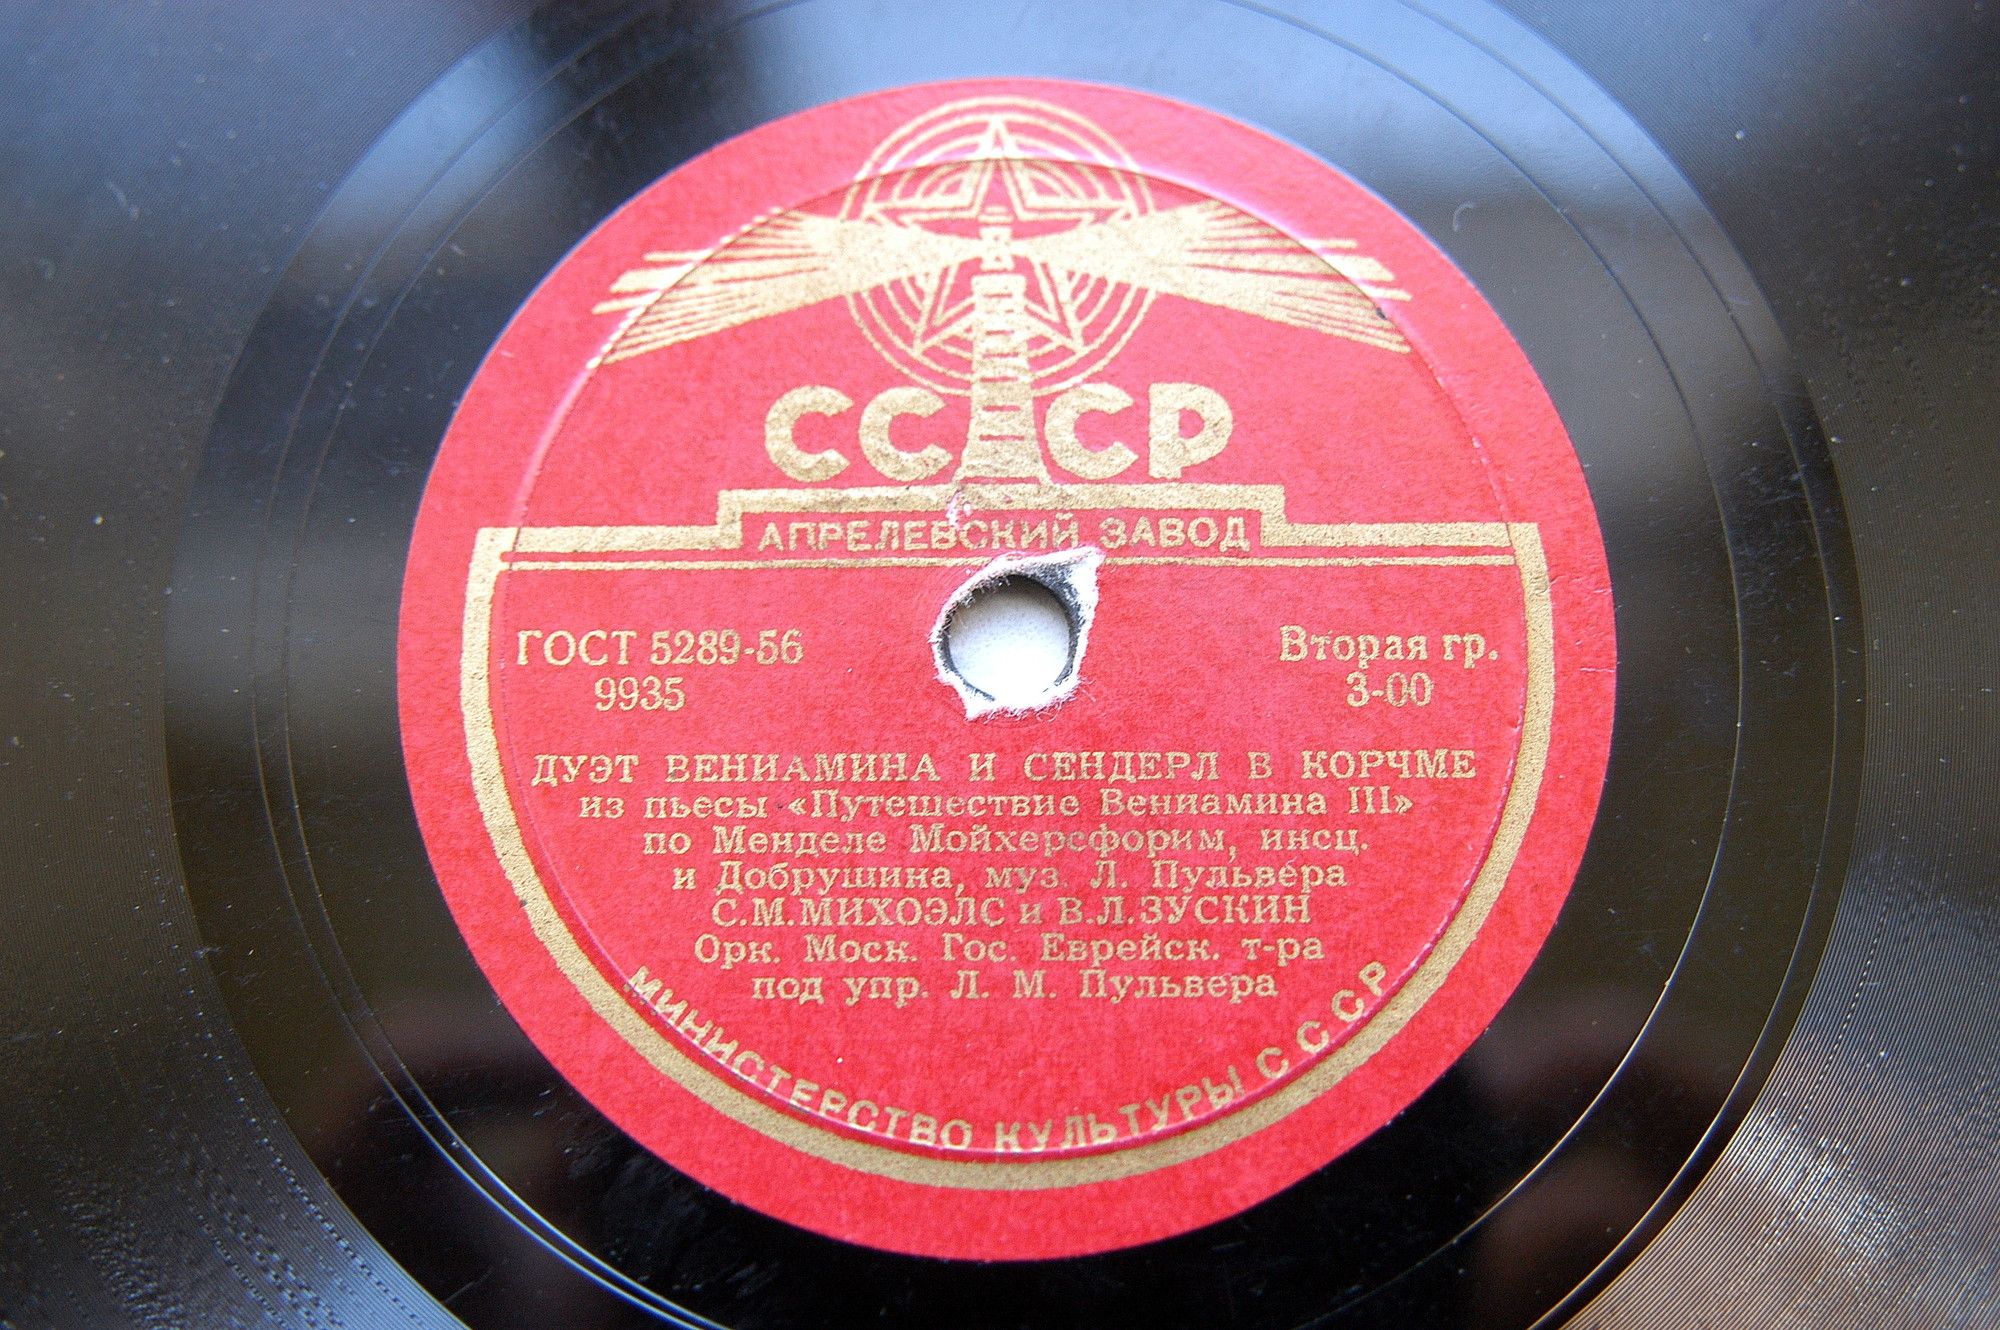 СССР
АПРЕЛЕВСКИЙ ЗАВОД
ГОСТ 5289-56
9935
Вторая гр.
3-00
ДУЭТ ВЕНИАМИНА И СЕНДЕРЛ В КОРЧМЕ
из пьесы «Путешествие Вениамина III»
по Менделе Мойхерсфорим, инсц.
и Добрушина, муз. Л. Пульвера
С.М.МИХОЭЛС и В.Л.ЗУСКИН
Орк. Моск. Гос. Еврейск. т-ра
под упр. Л. М. Пульвера
МИНИСТЕРСТВО КУЛЬТУРЫ СССР